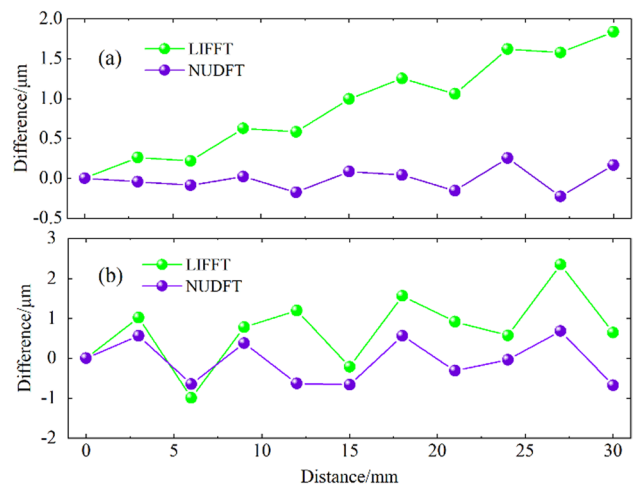 2.0
(a)
LIFFT
1.5
NUDFT
1.0
0.5
0.0
-0.5
Difference/μm
3
(b)
LIFFT
2
NUDFT
1
0
-1
-2
Difference/μm
0 5 10 15 20 25 30
Distance/mm